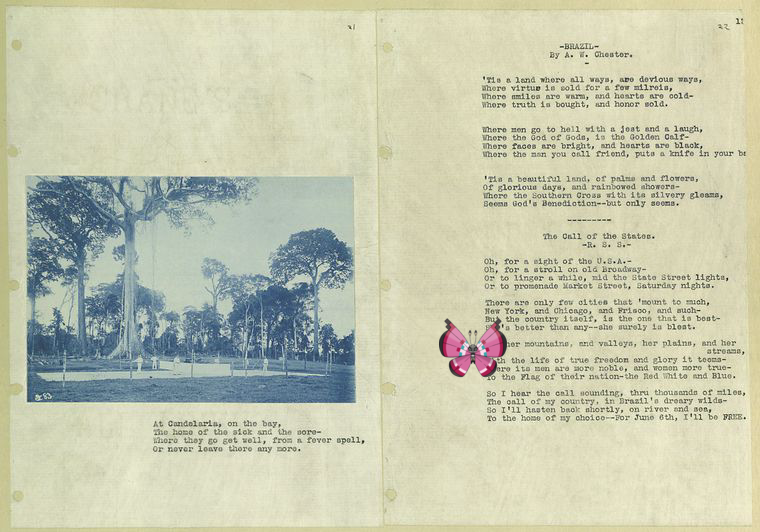 21
At Candelaria, on the bay,
The home of the sick and the sore-
Where they go get well, from a fever spell,
Or never leave there any more.
22
-BRAZIL-
By A. W. Chester.
-
'Tis a land where all ways, are devious ways,
Where virtue is sold for a few milreis,
Where smiles are warm, and hearts are cold-
Where truth is bought, and honor sold.
Where men go to hell with a jest and a laugh,
Where the God of Gods, is the Golden Calf-
Where faces are bright, and hearts are black,
Where the man you call friend, puts a knife in your
'Tis a beautiful land, of palms and flowers,
Of glorious days, and rainbowed showers-
Where the Southern Cross with its silvery gleams,
Seems God's Benediction--but only seems.
---------
The Call of the States.
-R. S. S.-
Oh, for a sight of the U.S.A.-
Oh, for a stroll on old Broadway-
Or to linger a while, mid the State Street lights,
Or to promenade Market Street, Saturday nights.
There are only few cities that 'mount to much,
New York, and Chicago, and Frisco, and such-
But the country itself, is the one that is best-
better than any--she surely is blest.
her mountains, and valleys, her plains, and her
streams,
the life of true freedom and glory it teems-
its men are more noble, and women more true-
To the Flag of their nation-the Red White and Blue.
So I hear the call sounding, thru thousands of miles,
The call of my country, in Brazil's dreary wilds-
So I'll hasten back shortly, on river and sea,
To the home of my choice--For June 6th, I'll be FREE.